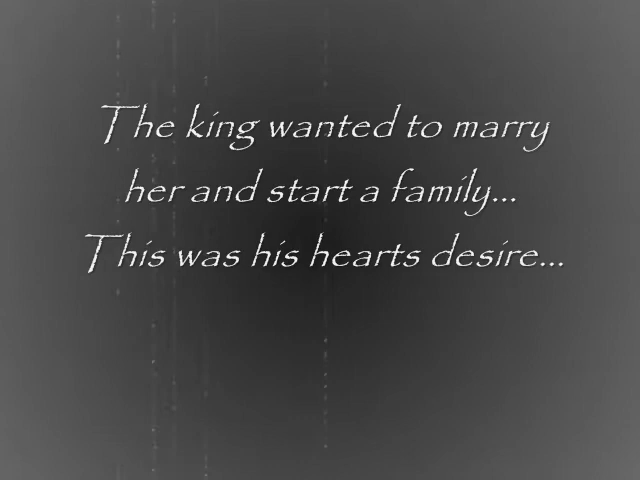 The king wanted to marry
her and start a family...
This was his hearts desire...